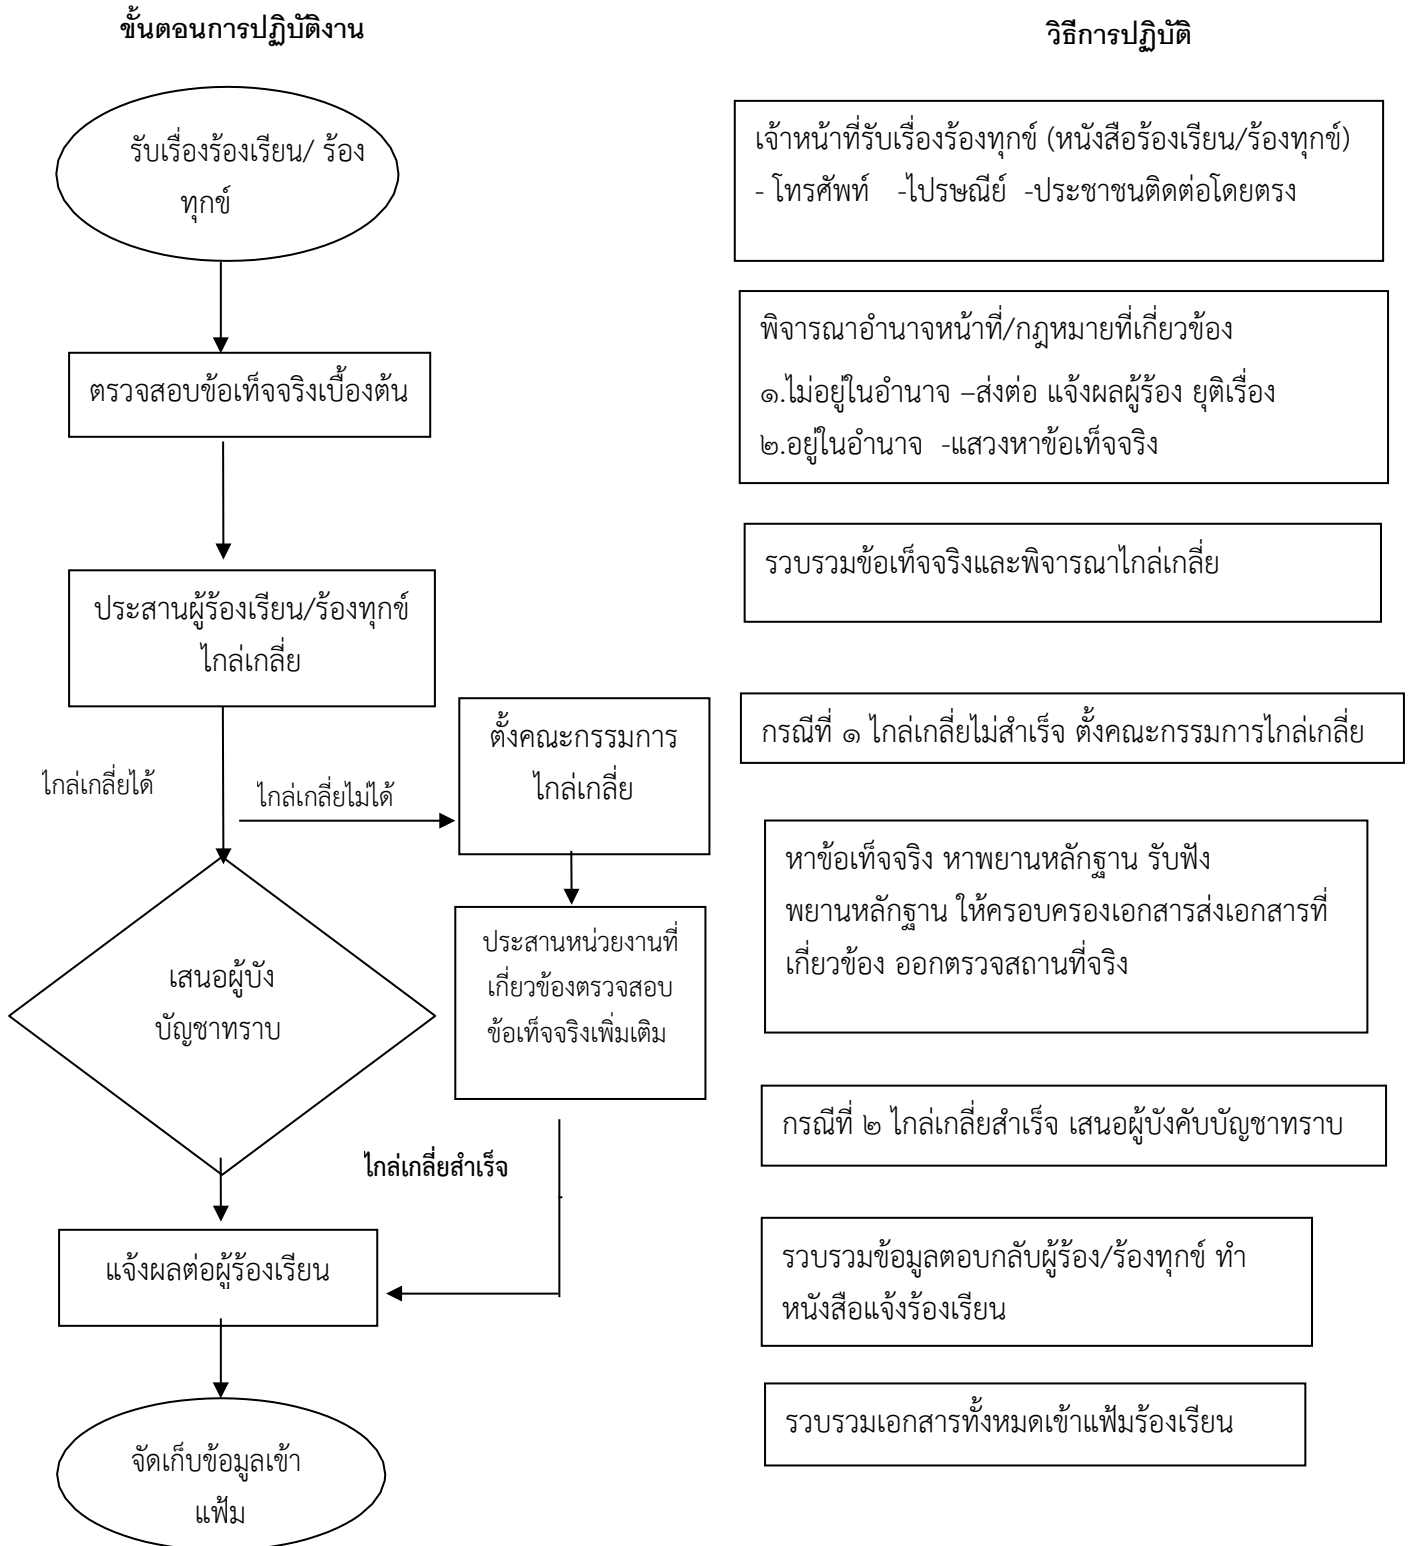 ขั้นตอนการปฏิบัติงาน
วิธีการปฏิบัติ
รับเรื่องร้องเรียน/ ร้อง
ทุกข์
เจ้าหน้าที่รับเรื่องร้องทุกข์ (หนังสือร้องเรียน/ร้องทุกข์)
- โทรศัพท์ -ไปรษณีย์ -ประชาชนติดต่อโดยตรง
ตรวจสอบข้อเท็จจริงเบื้องต้น
พิจารณาอำนาจหน้าที่/กฎหมายที่เกี่ยวข้อง
๑.ไม่อยู่ในอำนาจ –ส่งต่อ แจ้งผลผู้ร้อง ยุติเรื่อง
๒.อยู่ในอำนาจ -แสวงหาข้อเท็จจริง
ประสานผู้ร้องเรียน/ร้องทุกข์
ไกล่เกลี่ย
รวบรวมข้อเท็จจริงและพิจารณาไกล่เกลี่ย
ไกล่เกลี่ยได้
ไกล่เกลี่ยไม่ได้
ตั้งคณะกรรมการ
ไกล่เกลี่ย
กรณีที่ ๑ ไกล่เกลี่ยไม่สำเร็จ ตั้งคณะกรรมการไกล่เกลี่ย
เสนอผู้บัง
บัญชาทราบ
ประสานหน่วยงานที่
เกี่ยวข้องตรวจสอบ
ข้อเท็จจริงเพิ่มเติม
หาข้อเท็จจริง หาพยานหลักฐาน รับฟัง
พยานหลักฐาน ให้ครอบครองเอกสารส่งเอกสารที่
เกี่ยวข้อง ออกตรวจสถานที่จริง
ไกล่เกลี่ยสำเร็จ
กรณีที่ ๒ ไกล่เกลี่ยสำเร็จ เสนอผู้บังคับบัญชาทราบ
แจ้งผลต่อผู้ร้องเรียน
รวบรวมข้อมูลตอบกลับผู้ร้อง/ร้องทุกข์ ทำ
หนังสือแจ้งร้องเรียน
จัดเก็บข้อมูลเข้า
แฟ้ม
รวบรวมเอกสารทั้งหมดเข้าแฟ้มร้องเรียน